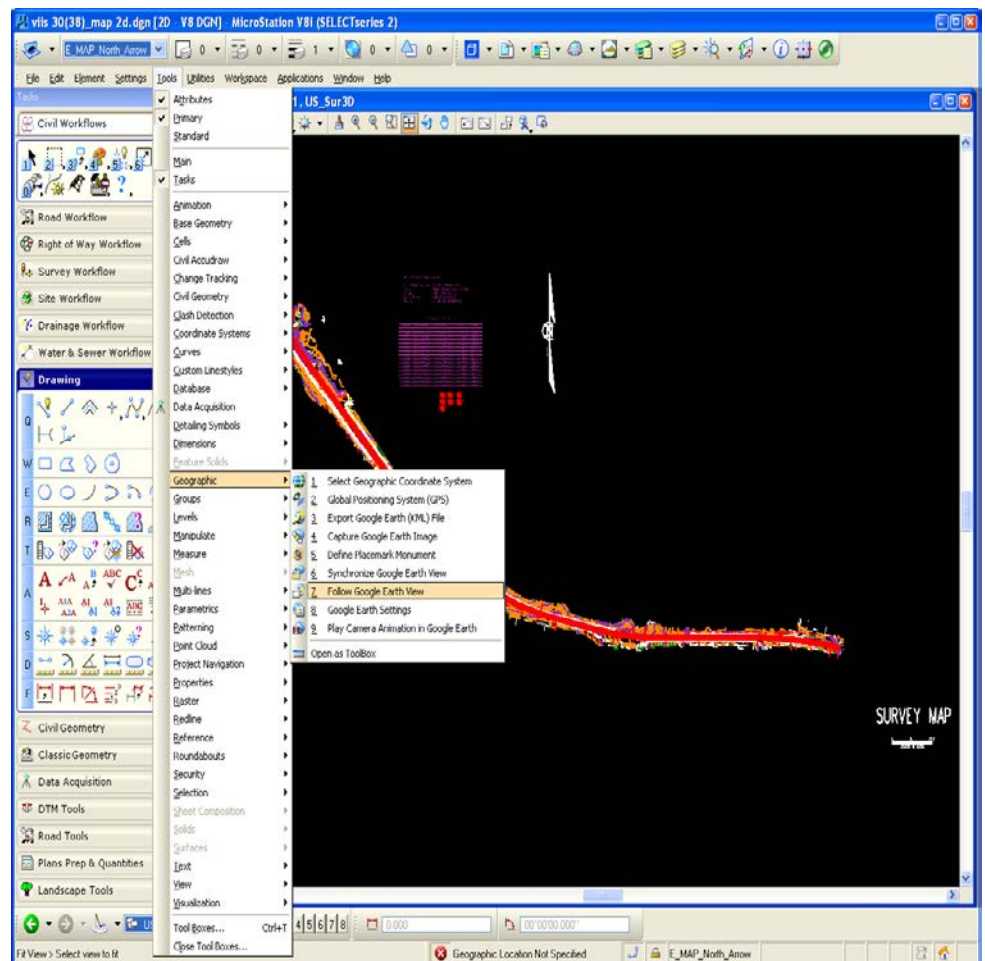 viis 30(38)_map 2d.dgn [2D - V8 DGN] - MicroStation V8i (SELECTseries 2)
E_MAP_North_Arrow 0 0 1 0 0
File Edit Element Settings Tools Utilities Workspace Applications Window Help
Tasks
Civil Workflows
Road Workflow
Right of Way Workflow
Survey Workflow
Site Workflow
Drainage Workflow
Water & Sewer Workflow
Drawing
Q
W
E
R
T
A
S
D
F
Civil Geometry
Classic Geometry
Data Acquisition
DTM Tools
Road Tools
Plans Prep & Quantities
Landscape Tools
Attributes
Primary
Standard
Main
Tasks
Animation
Base Geometry
Cells
Civil Accudraw
Change Tracking
Civil Geometry
Clash Detection
Coordinate Systems
Curves
Custom Linestyles
Database
Data Acquisition
Detailing Symbols
Dimensions
Feature Solids
Geographic
Groups
Levels
Manipulate
Measure
Mesh
Multi-lines
Parametrics
Patterning
Point Cloud
Project Navigation
Properties
Raster
Redline
Reference
Roundabouts
Security
Selection
Sheet Composition
Solids
Surfaces
Text
View
Visualization
Tool Boxes... Ctrl+T
Close Tool Boxes...
1, US_Sur3D
1 Select Geographic Coordinate System
2 Global Positioning System (GPS)
3 Export Google Earth (KML) File
4 Capture Google Earth Image
5 Define Placemark Monument
6 Synchronize Google Earth View
7 Follow Google Earth View
8 Google Earth Settings
9 Play Camera Animation in Google Earth
Open as ToolBox
SURVEY MAP
4 5 6 7 8 0.000 00°00'00.000"
Fit View > Select view to fit
Geographic Location Not Specified
E_MAP_North_Arrow